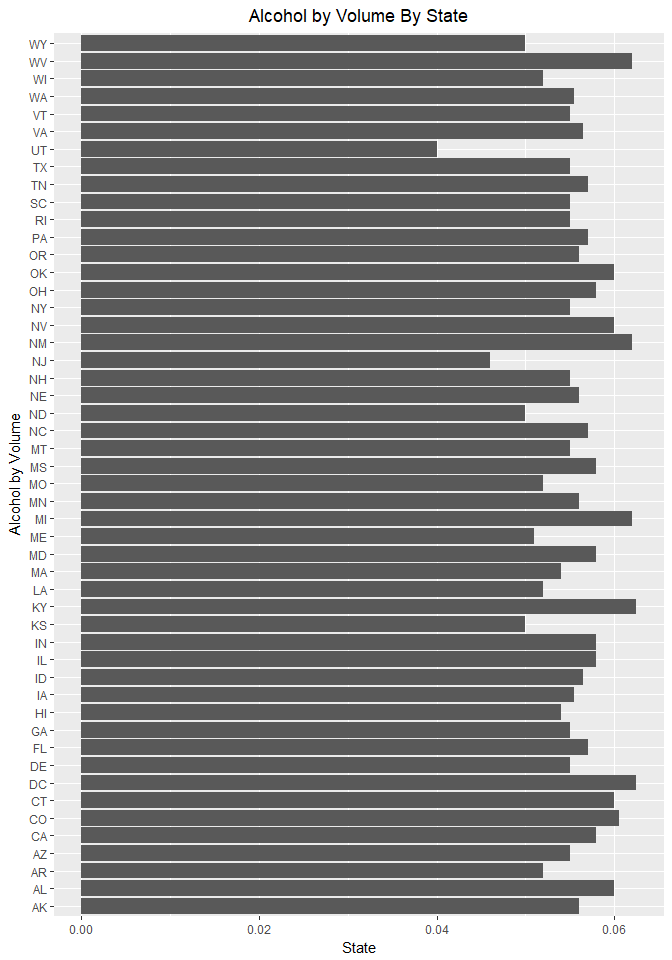 Alcohol by Volume By State
WY
WV
WI
WA
VT
VA
UT
TX
TN
SC
RI
PA
OR
OK
OH
NY
NV
NM
NJ
NH
NE
ND
NC
MT
MS
MO
MN
MI
ME
MD
MA
LA
KY
KS
IN
IL
ID
IA
HI
GA
FL
DE
DC
CT
CO
CA
AZ
AR
AL
AK
Alcohol by Volume
0.00 0.02 0.04 0.06
State